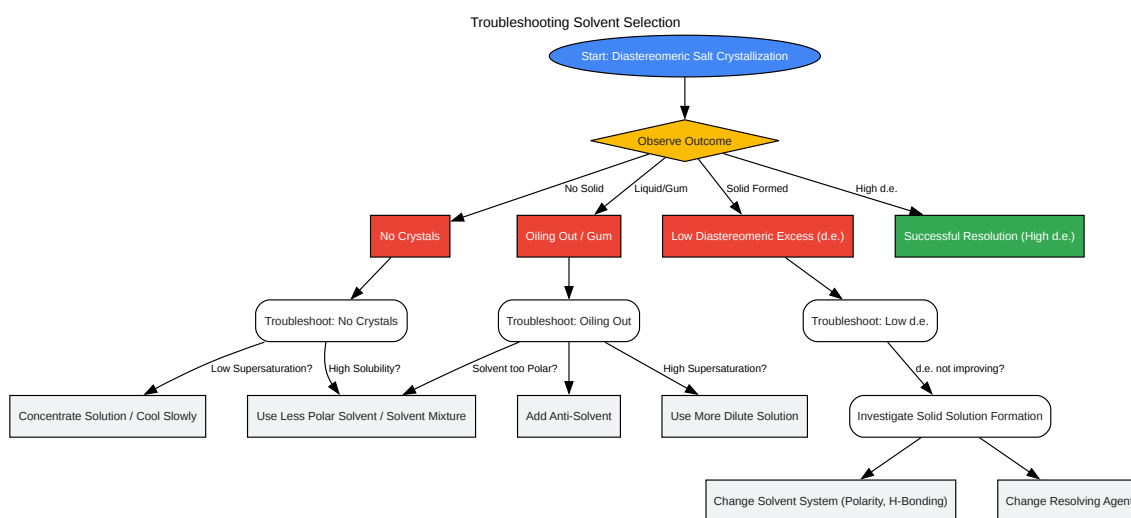 Troubleshooting Solvent Selection
Start: Diastereomeric Salt Crystallization
Observe Outcome
No Solid
Liquid/Gum
Solid Formed
High d.e.
No Crystals
Oiling Out / Gum
Low Diastereomeric Excess (d.e.)
Successful Resolution (High d.e.)
Troubleshoot: No Crystals
Troubleshoot: Oiling Out
Troubleshoot: Low d.e.
Low Supersaturation?
High Solubility?
Solvent too Polar?
High Supersaturation?
d.e. not improving?
Concentrate Solution / Cool Slowly
Use Less Polar Solvent / Solvent Mixture
Add Anti-Solvent
Use More Dilute Solution
Investigate Solid Solution Formation
Change Solvent System (Polarity, H-Bonding)
Change Resolving Agent